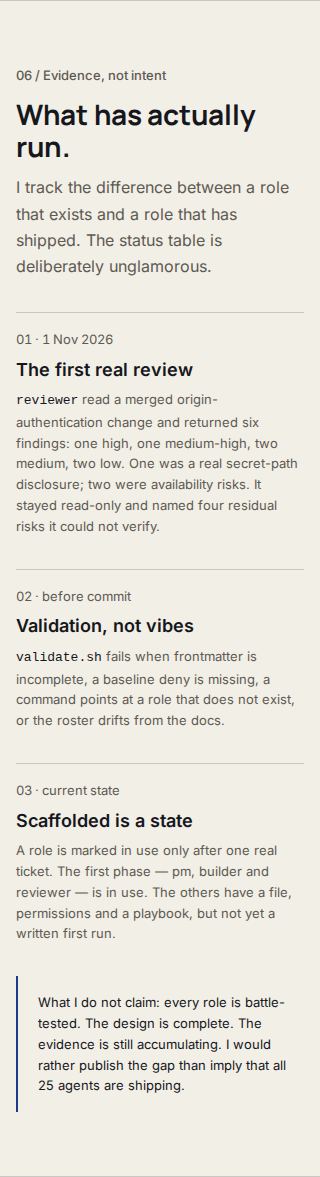 06 / Evidence, not intent
What has actually
run.
I track the difference between a role
that exists and a role that has
shipped. The status table is
deliberately unglamorous.
01 · 1 Nov 2026
The first real review
reviewer read a merged origin-
authentication change and returned six
findings: one high, one medium-high, two
medium, two low. One was a real secret-path
disclosure; two were availability risks. It
stayed read-only and named four residual
risks it could not verify.
02 · before commit
Validation, not vibes
validate.sh fails when frontmatter is
incomplete, a baseline deny is missing, a
command points at a role that does not exist,
or the roster drifts from the docs.
03 · current state
Scaffolded is a state
A role is marked in use only after one real
ticket. The first phase — pm, builder and
reviewer — is in use. The others have a file,
permissions and a playbook, but not yet a
written first run.
What I do not claim: every role is battle-
tested. The design is complete. The
evidence is still accumulating. I would
rather publish the gap than imply that all
25 agents are shipping.